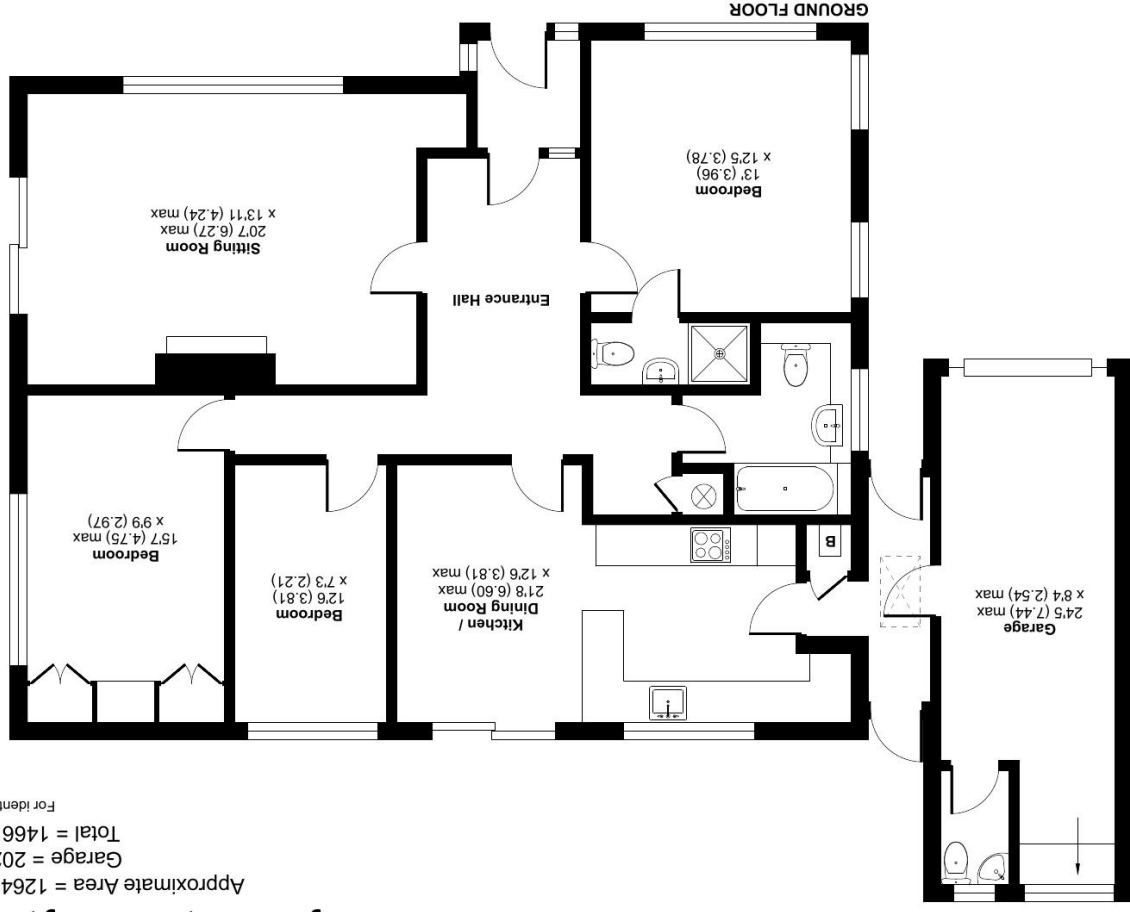 Approximate Area = 1264
Garage = 202
Total = 1466
For ident
Garage
24'5 (7.44) max
x 8'4 (2.54) max
B
Kitchen /
Dining Room
21'8 (6.60) max
x 12'6 (3.81) max
Bedroom
12'6 (3.81)
x 7'3 (2.21)
Bedroom
15'7 (4.75) max
x 9'9 (2.97)
Entrance Hall
Bedroom
13' (3.96)
x 12'5 (3.78)
Sitting Room
20'7 (6.27) max
x 13'11 (4.24) max
GROUND FLOOR